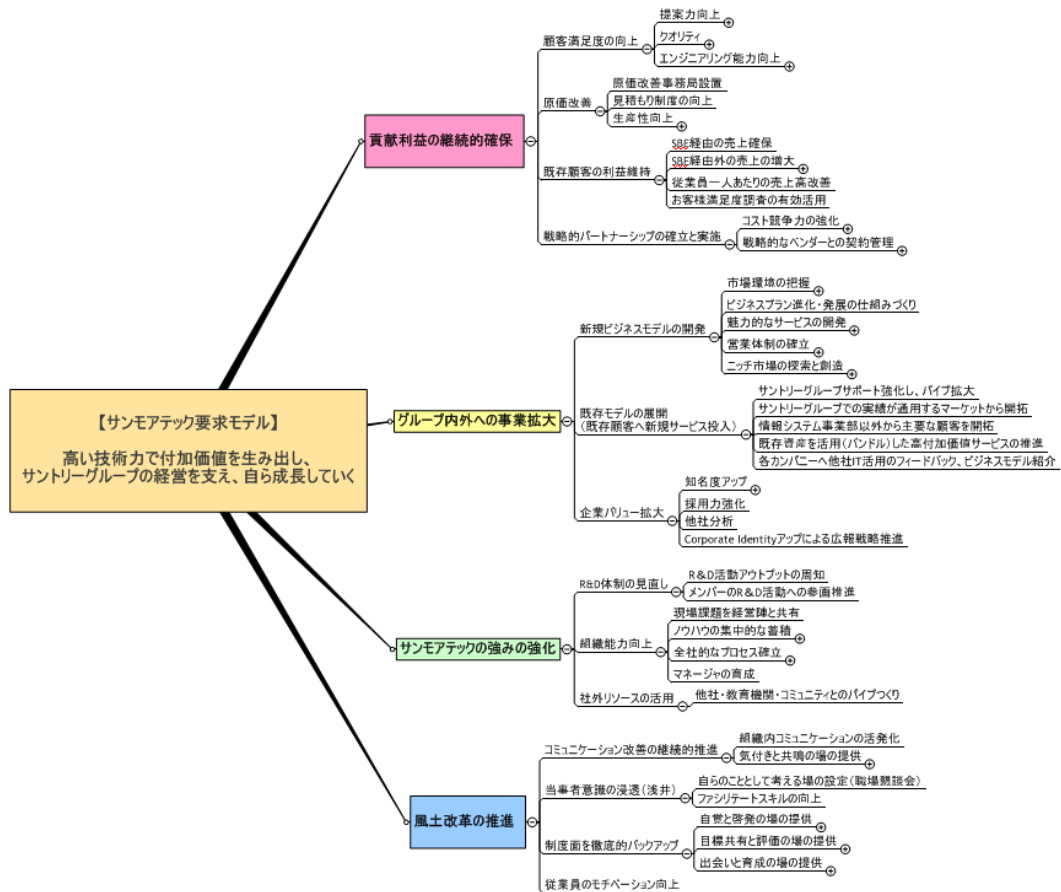 【サンモアテック要求モデル】
高い技術力で付加価値を生み出し、
サントリーグループの経営を支え、自ら成長していく
貢献利益の継続的確保
顧客満足度の向上
提案力向上
クオリティ
エンジニアリング能力向上
原価改善
原価改善事務局設置
見積もり制度の向上
生産性向上
既存顧客の利益維持
SBE経由の売上確保
SBE経由外の売上の増大
従業員一人あたりの売上高改善
お客様満足度調査の有効活用
戦略的パートナーシップの確立と実施
コスト競争力の強化
戦略的なベンダーとの契約管理
グループ内外への事業拡大
新規ビジネスモデルの開発
市場環境の把握
ビジネスプラン進化・発展の仕組みづくり
魅力的なサービスの開発
営業体制の確立
ニッチ市場の探索と創造
既存モデルの展開
(既存顧客へ新規サービス投入)
サントリーグループサポート強化し、パイプ拡大
サントリーグループでの実績が通用するマーケットから開拓
情報システム事業部以外から主要な顧客を開拓
既存資産を活用(バンドル)した高付加価値サービスの推進
各カンパニーへ他社IT活用のフィードバック、ビジネスモデル紹介
企業バリュー拡大
知名度アップ
採用力強化
他社分析
Corporate Identityアップによる広報戦略推進
サンモアテックの強みの強化
R&D体制の見直し
R&D活動アウトプットの周知
メンバーのR&D活動への参画推進
組織能力向上
現場課題を経営陣と共有
ノウハウの集中的な蓄積
全社的なプロセス確立
マネージャの育成
社外リソースの活用
他社・教育機関・コミュニティとのパイプつくり
風土改革の推進
コミュニケーション改善の継続的推進
組織内コミュニケーションの活発化
気付きと共鳴の場の提供
当事者意識の浸透(浅井)
自らのこととして考える場の設定(職場懇談会)
ファシリテートスキルの向上
制度面を徹底的バックアップ
自覚と啓発の場の提供
目標共有と評価の場の提供
出会いと育成の場の提供
従業員のモチベーション向上